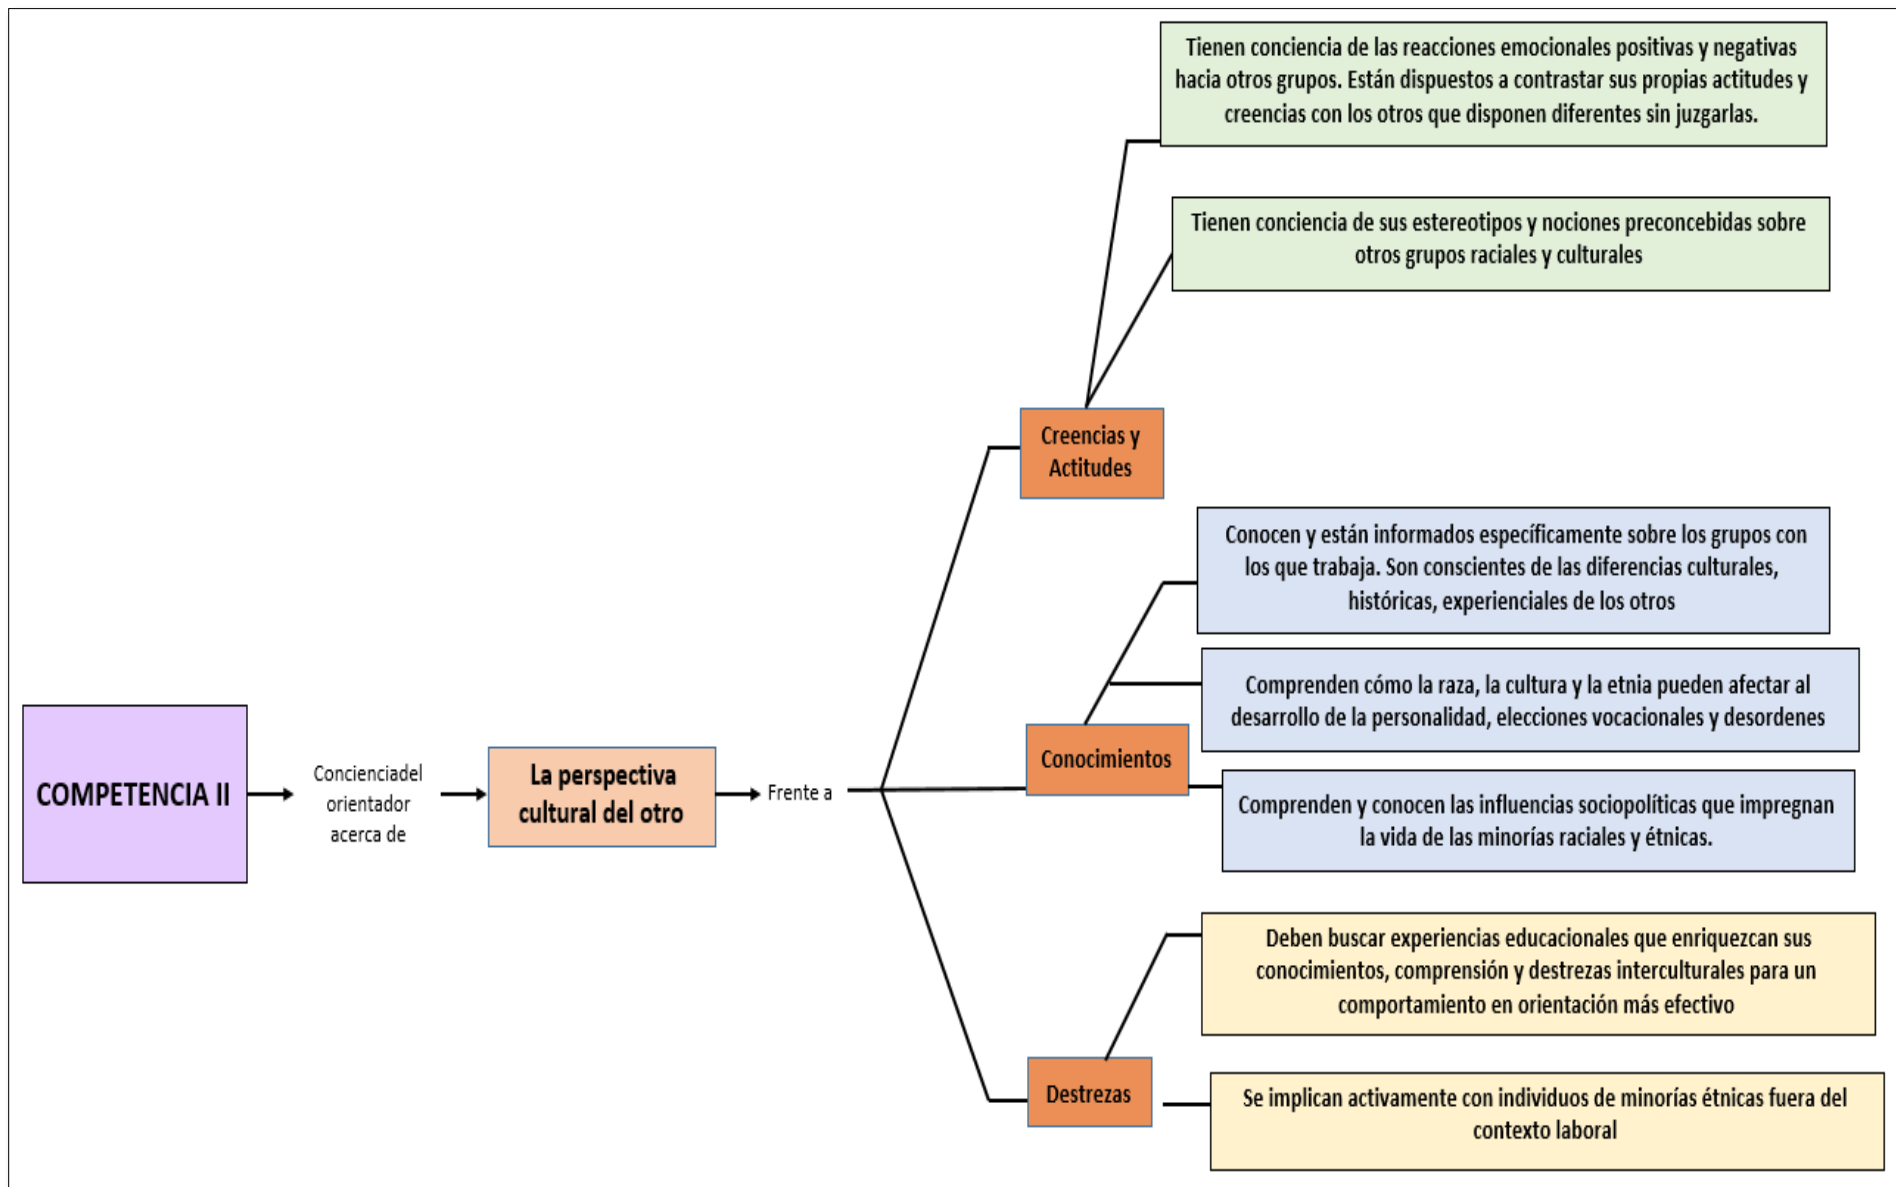 COMPETENCIA II
Concienciadel
orientador
acerca de
La perspectiva
cultural del otro
Frente a
Creencias y
Actitudes
Tienen conciencia de las reacciones emocionales positivas y negativas
hacia otros grupos. Están dispuestos a contrastar sus propias actitudes y
creencias con los otros que disponen diferentes sin juzgarlas.
Tienen conciencia de sus estereotipos y nociones preconcebidas sobre
otros grupos raciales y culturales
Conocimientos
Conocen y están informados específicamente sobre los grupos con
los que trabaja. Son conscientes de las diferencias culturales,
históricas, experienciales de los otros
Comprenden cómo la raza, la cultura y la etnia pueden afectar al
desarrollo de la personalidad, elecciones vocacionales y desordenes
Comprenden y conocen las influencias sociopolíticas que impregnan
la vida de las minorías raciales y étnicas.
Destrezas
Deben buscar experiencias educacionales que enriquezcan sus
conocimientos, comprensión y destrezas interculturales para un
comportamiento en orientación más efectivo
Se implican activamente con individuos de minorías étnicas fuera del
contexto laboral